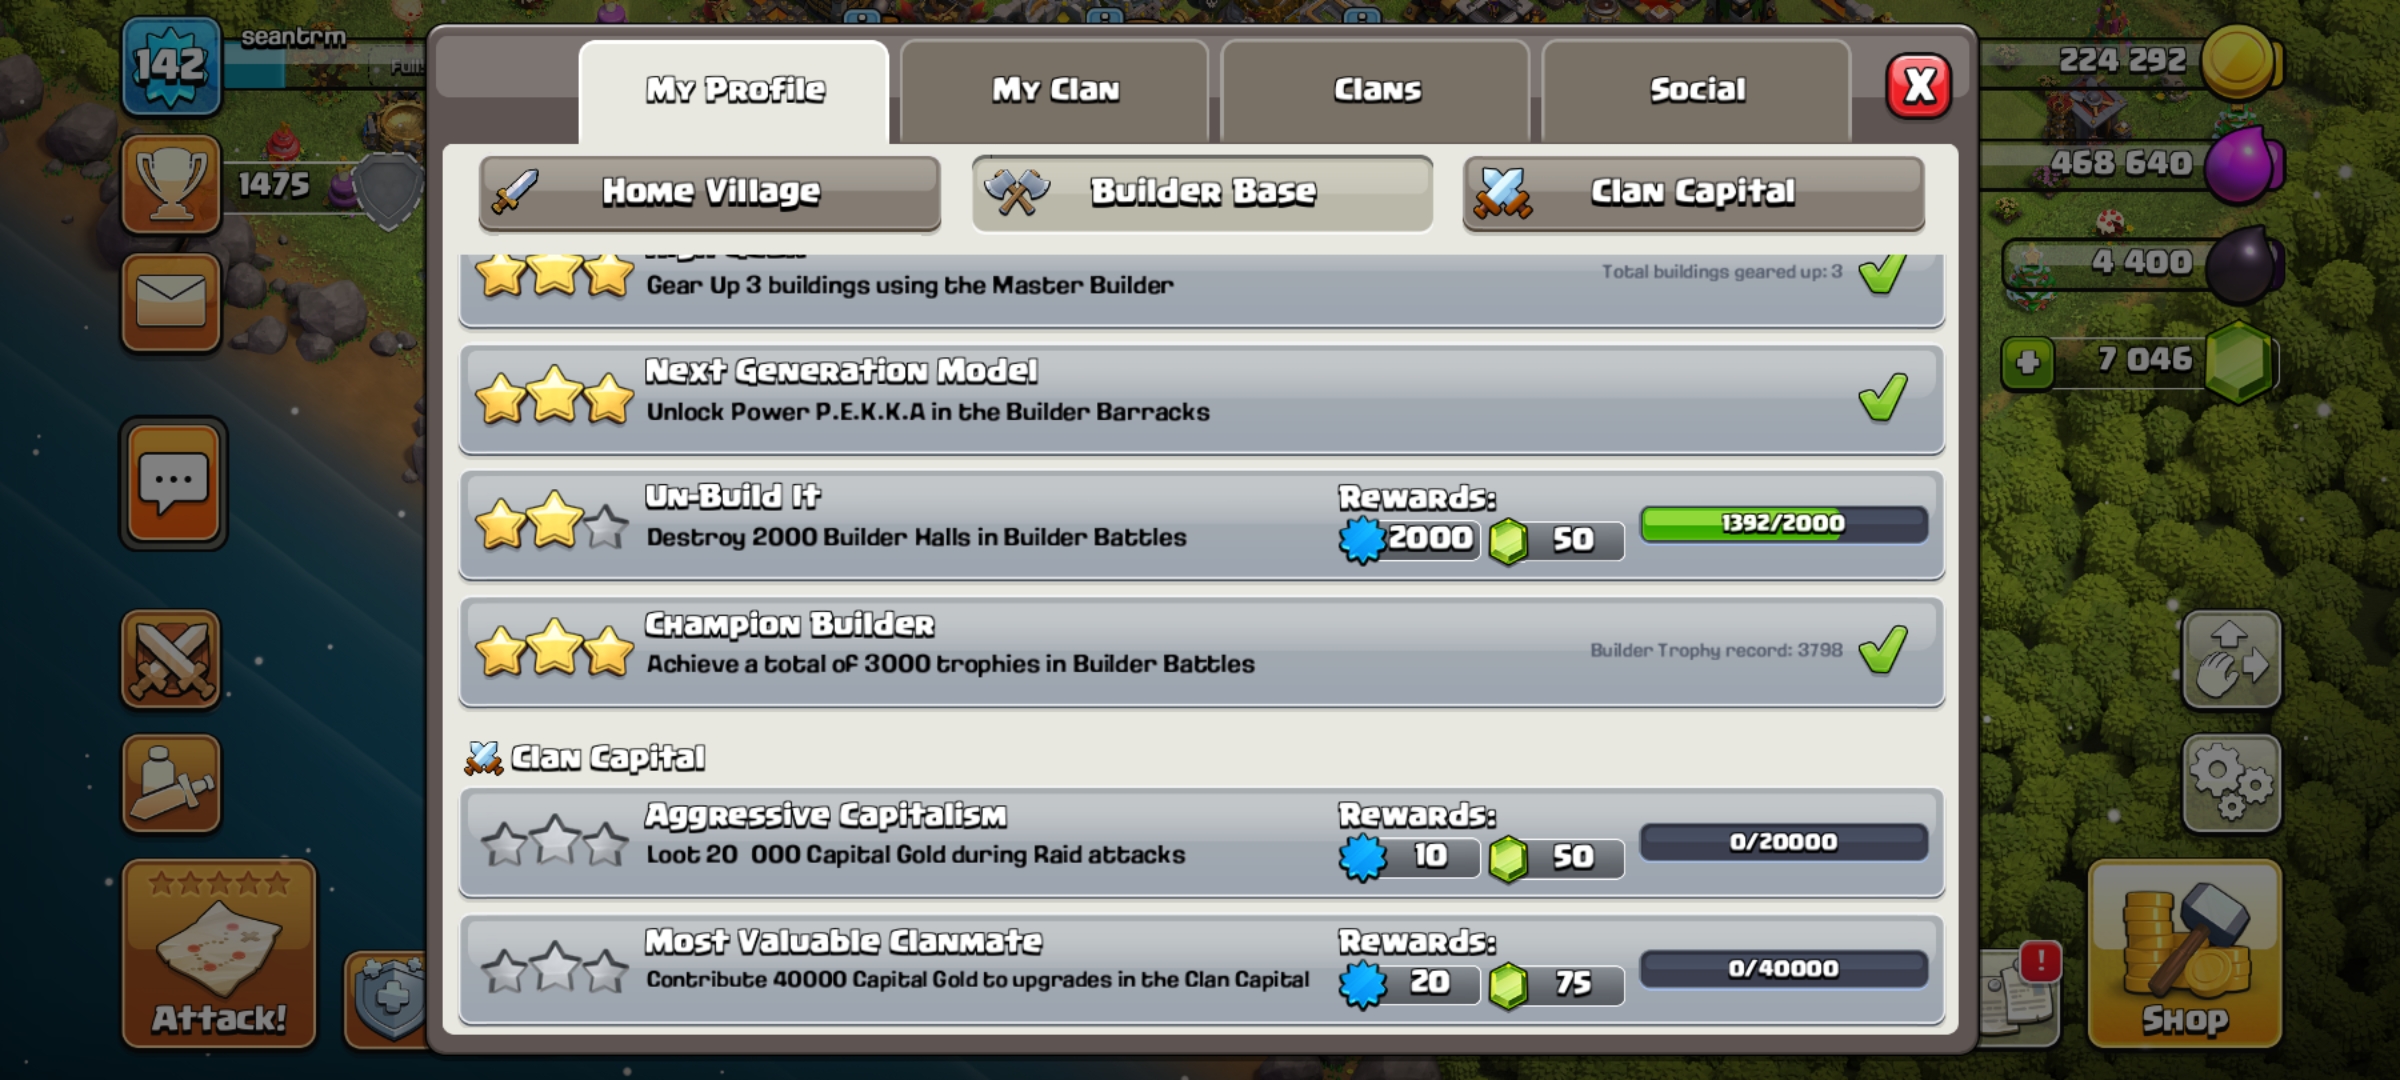 142
seantrm
Full!
1475
My Profile
My Clan
Clans
Social
X
224 292
468 640
4 400
7 046
Home Village
Builder Base
Clan Capital
Gear Up 3 buildings using the Master Builder
Total buildings geared up: 3
Next Generation Model
Unlock Power P.E.K.K.A in the Builder Barracks
Un-Build It
Destroy 2000 Builder Halls in Builder Battles
Rewards:
2000 50
1392/2000
Champion Builder
Achieve a total of 3000 trophies in Builder Battles
Builder Trophy record: 3798
Clan Capital
Aggressive Capitalism
Loot 20 000 Capital Gold during Raid attacks
Rewards:
10 50
0/20000
Most Valuable Clanmate
Contribute 40000 Capital Gold to upgrades in the Clan Capital
Rewards:
20 75
0/40000
Attack!
!
Shop